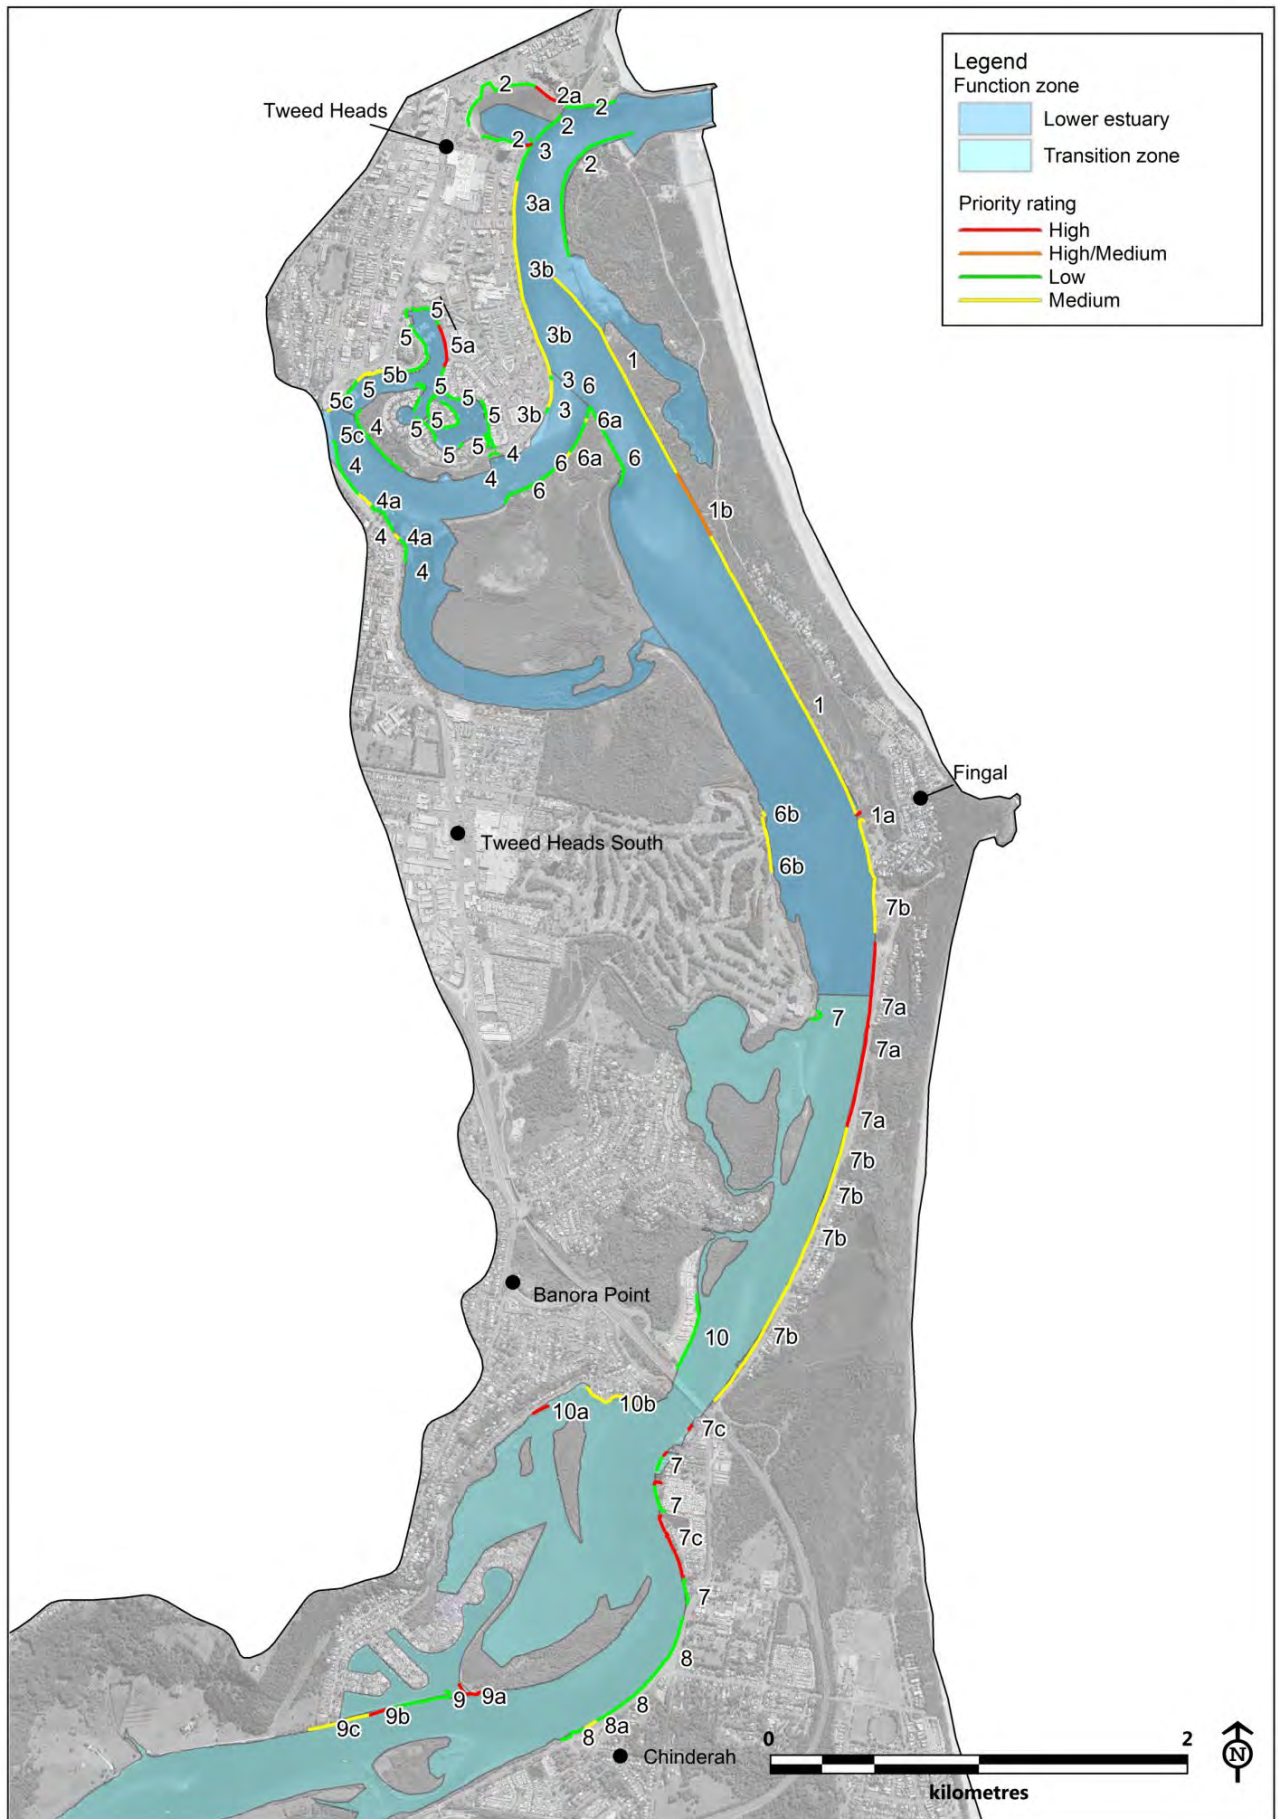 Legend
Function zone
Lower estuary
Transition zone
Priority rating
High
High/Medium
Low
Medium
2
2a
2
Tweed Heads
2
2
3
2
3a
3b
5
3b
1
5
5a
5b
3
6
5
5
5
5c
3b
3
6a
4
5
5
5
5c
5
5
4
6
6a
6
4
4
6
4a
1b
4
4a
4
1
Fingal
6b
1a
Tweed Heads South
6b
7b
7a
7
7a
7a
7b
7b
7b
Banora Point
10
7b
10a
10b
7c
7
7
7c
7
8
9
9a
8
9b
9c
8a
8
Chinderah
0
2
kilometres
N